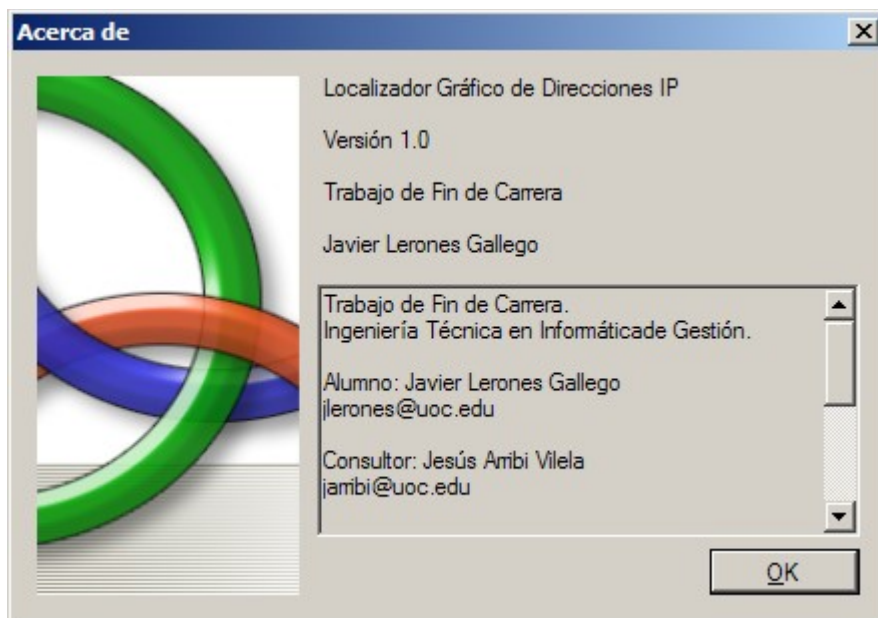 Acerca de
Localizador Gráfico de Direcciones IP
Versión 1.0
Trabajo de Fin de Carrera
Javier Lerones Gallego
Trabajo de Fin de Carrera.
Ingeniería Técnica en Informáticade Gestión.
Alumno: Javier Lerones Gallego
jlerones@uoc.edu
Consultor: Jesús Arribi Vilela
jarribi@uoc.edu
OK